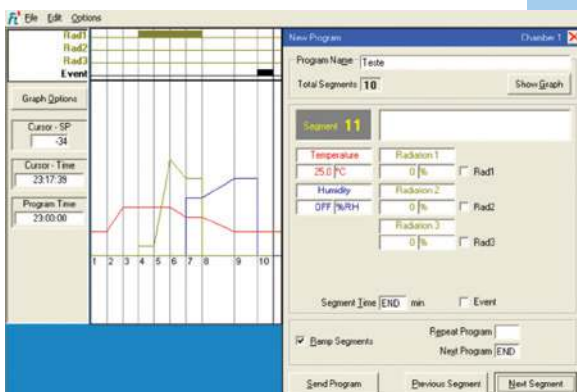 File Edit Options
Rad1
Rad2
Rad3
Event
Graph Options
Cursor - SP
-34
Cursor - Time
23:17:39
Program Time
23:00:00
1 2 3 4 5 6 7 8 9 10
New Program Chamber 1
Program Name Teste
Total Segments 10 Show Graph
Segment 11
Temperature Radiation 1
25.0 °C 0 % Rad1
Humidity Radiation 2
OFF %RH 0 % Rad2
Radiation 3
0 % Rad3
Segment Time END min Event
Ramp Segments Repeat Program
Next Program END
Send Program Previous Segment Next Segment